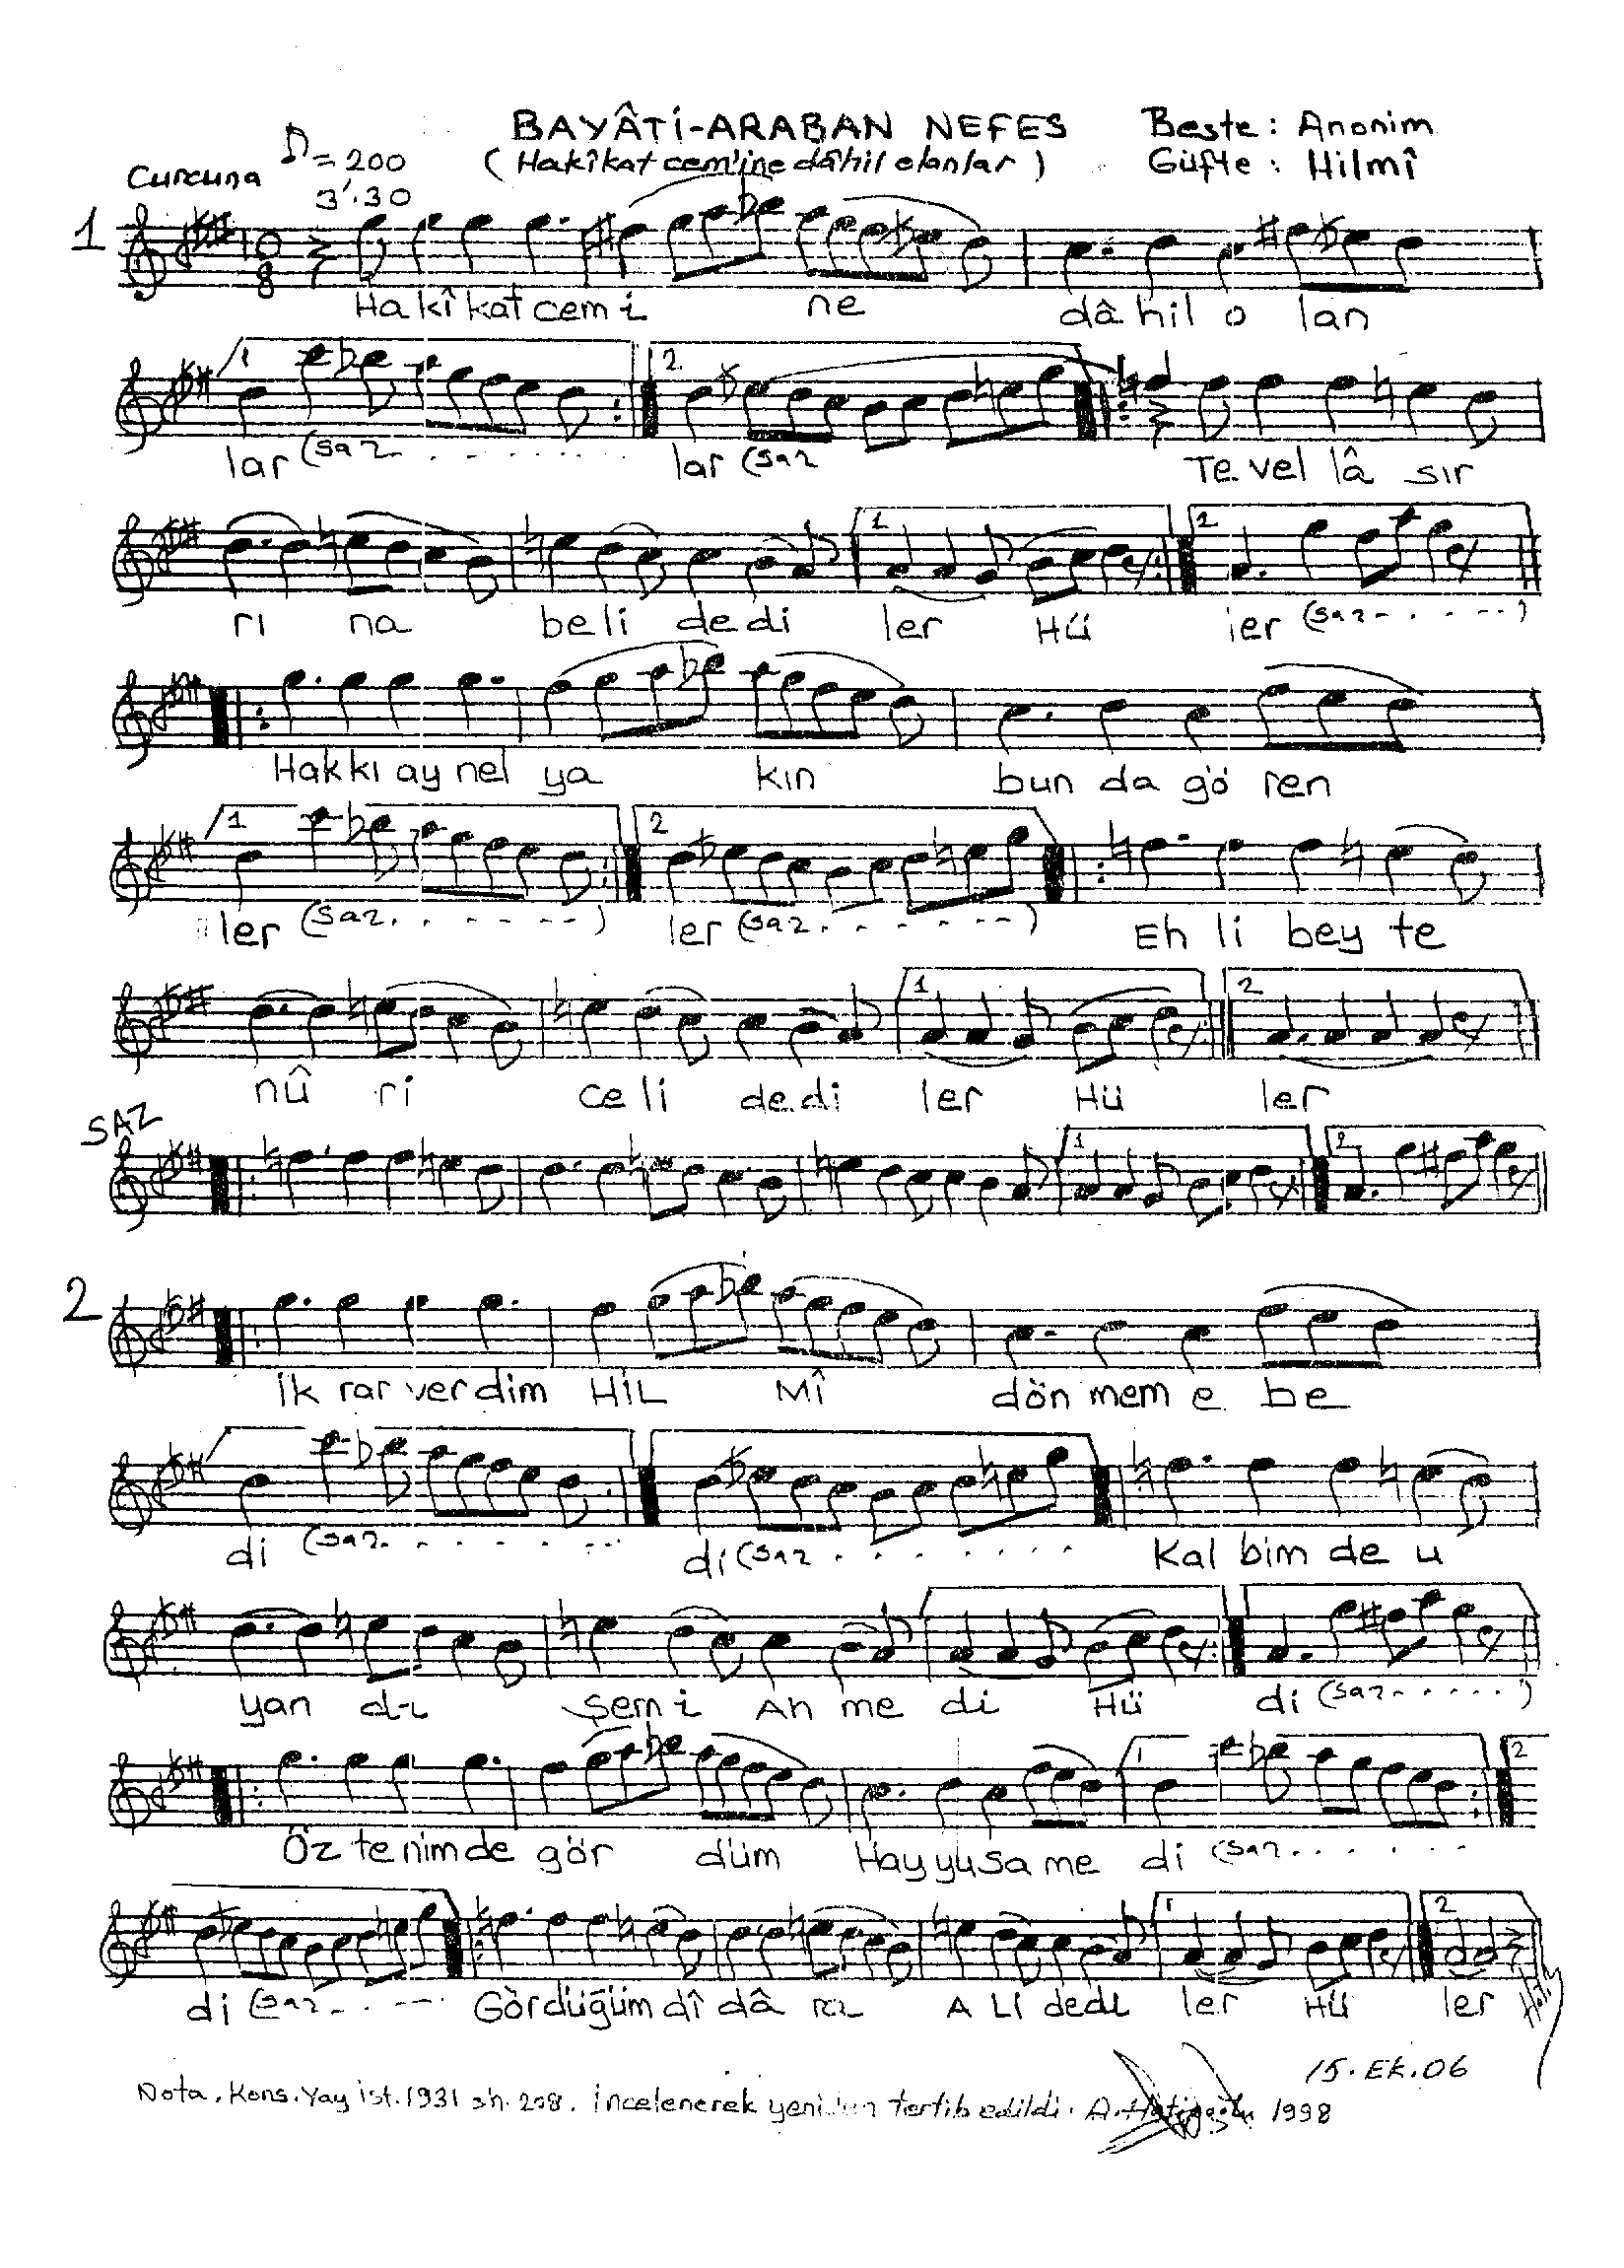 BAYÂTİ-ARABAN NEFES
Beste : Anonim
Curcuna ♪ = 200
(Hakîkat cem'ine dâhil olanlar)
Güfte : Hilmî
3'.30
1
10
8
Ha kî kat cem i ne dâ hil o lan
1 2.
lar (saz lar (saz Te vel lâ sır
1 2
rı na be li de di ler Hü ler (saz )
Hak kı ay nel ya kın bun da gö ren
1 2
ler (saz ) ler (saz ) Eh li bey te
1 2
nû ri ce li de di ler Hü ler
SAZ
1 2
2
İk rar ver dim HİL Mî dön mem e be
di (saz di (saz Kal bim de u
yan dı Şem i Ah me di Hü di (saz )
1 2
Öz te nim de gör düm Hay yu sa me di (saz
1 2
di (saz Gör dü ğüm dî dâ rı A Lİ de di ler Hü ler
15.Ek.06
Nota. Kons. Yay İst. 1931 sh. 208. İncelenerek yeniden tertib edildi. 1998